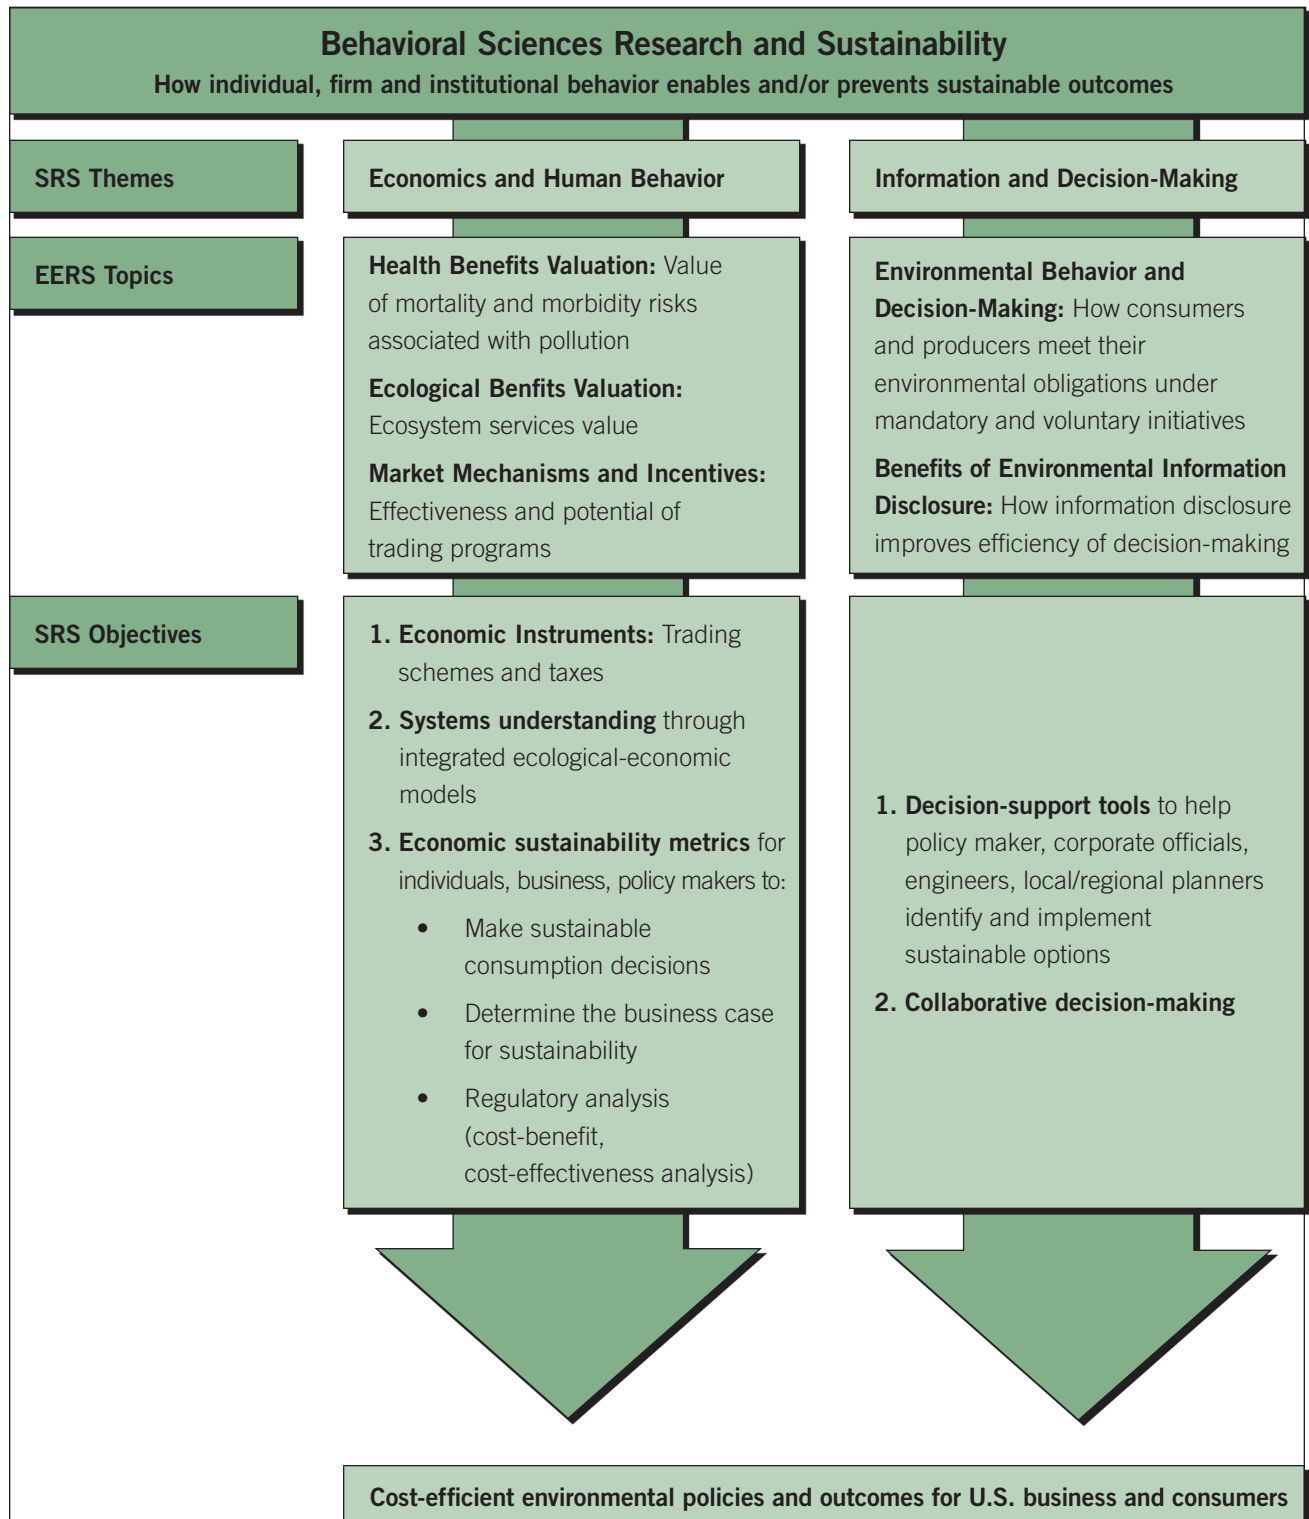 Behavioral Sciences Research and Sustainability
How individual, firm and institutional behavior enables and/or prevents sustainable outcomes
SRS Themes
Economics and Human Behavior
Information and Decision-Making
EERS Topics
Health Benefits Valuation: Value
of mortality and morbidity risks
associated with pollution
Ecological Benfits Valuation:
Ecosystem services value
Market Mechanisms and Incentives:
Effectiveness and potential of
trading programs
Environmental Behavior and
Decision-Making: How consumers
and producers meet their
environmental obligations under
mandatory and voluntary initiatives
Benefits of Environmental Information
Disclosure: How information disclosure
improves efficiency of decision-making
SRS Objectives
1. Economic Instruments: Trading
schemes and taxes
2. Systems understanding through
integrated ecological-economic
models
3. Economic sustainability metrics for
individuals, business, policy makers to:
• Make sustainable
consumption decisions
• Determine the business case
for sustainability
• Regulatory analysis
(cost-benefit,
cost-effectiveness analysis)
1. Decision-support tools to help
policy maker, corporate officials,
engineers, local/regional planners
identify and implement
sustainable options
2. Collaborative decision-making
Cost-efficient environmental policies and outcomes for U.S. business and consumers